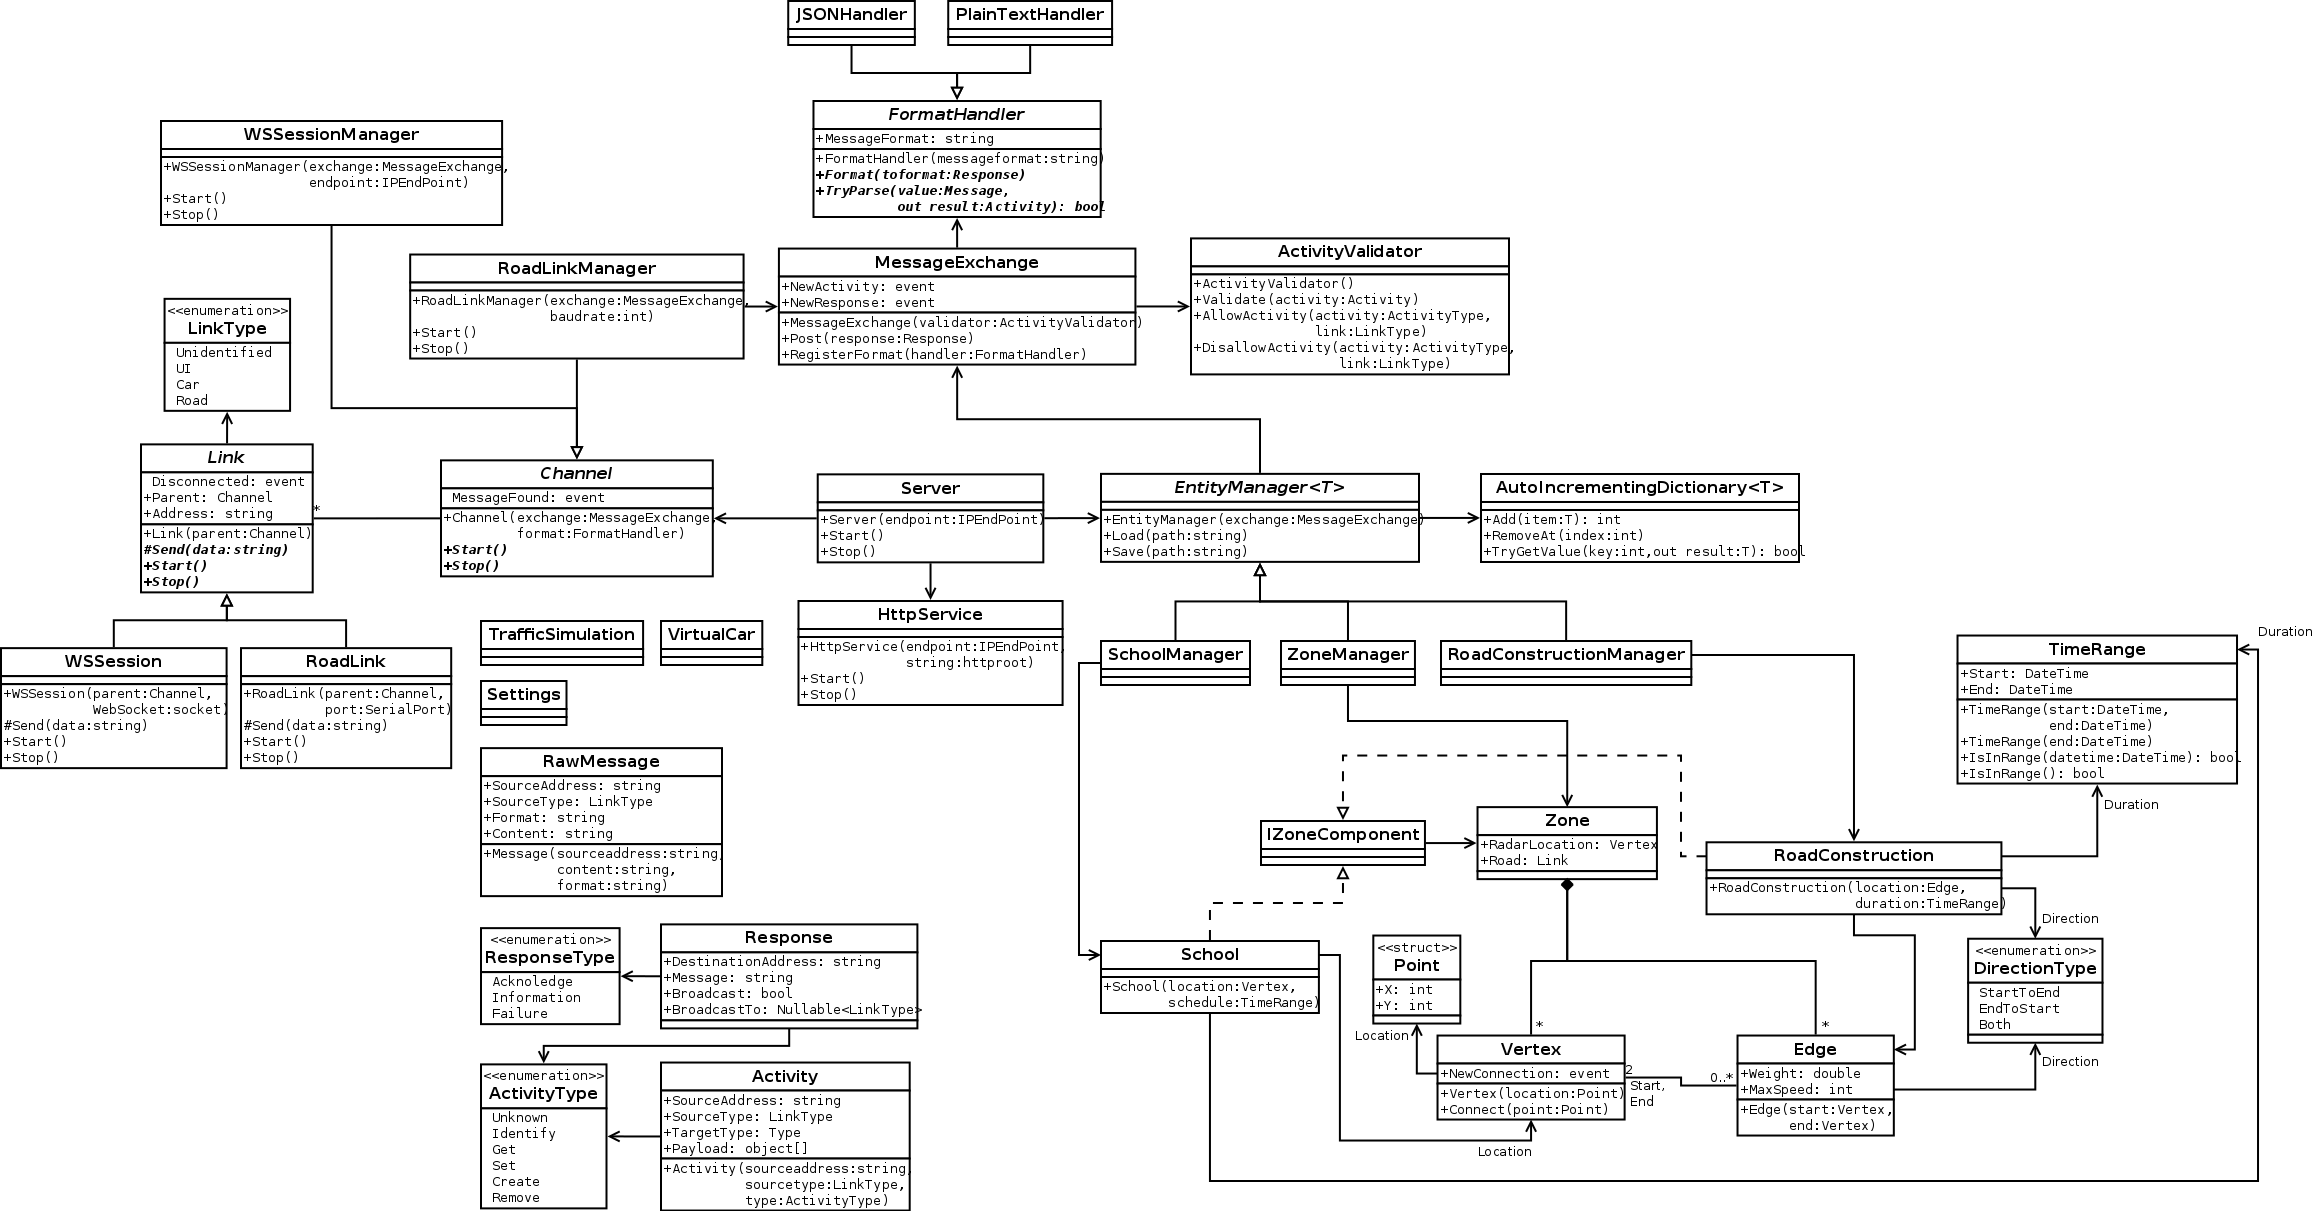 JSONHandler
PlainTextHandler
FormatHandler
+MessageFormat: string
+FormatHandler(messageformat:string)
+Format(toformat:Response)
+TryParse(value:Message,
out result:Activity): bool
WSSessionManager
+WSSessionManager(exchange:MessageExchange,
endpoint:IPEndPoint)
+Start()
+Stop()
RoadLinkManager
+RoadLinkManager(exchange:MessageExchange,
baudrate:int)
+Start()
+Stop()
MessageExchange
+NewActivity: event
+NewResponse: event
+MessageExchange(validator:ActivityValidator)
+Post(response:Response)
+RegisterFormat(handler:FormatHandler)
ActivityValidator
+ActivityValidator()
+Validate(activity:Activity)
+AllowActivity(activity:ActivityType,
link:LinkType)
+DisallowActivity(activity:ActivityType,
link:LinkType)
<<enumeration>>
LinkType
Unidentified
UI
Car
Road
Link
Disconnected: event
+Parent: Channel
+Address: string
+Link(parent:Channel)
#Send(data:string)
+Start()
+Stop()
*
Channel
MessageFound: event
+Channel(exchange:MessageExchange,
format:FormatHandler)
+Start()
+Stop()
Server
+Server(endpoint:IPEndPoint)
+Start()
+Stop()
EntityManager<T>
+EntityManager(exchange:MessageExchange)
+Load(path:string)
+Save(path:string)
AutoIncrementingDictionary<T>
+Add(item:T): int
+RemoveAt(index:int)
+TryGetValue(key:int,out result:T): bool
WSSession
+WSSession(parent:Channel,
WebSocket:socket)
#Send(data:string)
+Start()
+Stop()
RoadLink
+RoadLink(parent:Channel,
port:SerialPort)
#Send(data:string)
+Start()
+Stop()
TrafficSimulation
VirtualCar
Settings
HttpService
+HttpService(endpoint:IPEndPoint,
string:httproot)
+Start()
+Stop()
SchoolManager
ZoneManager
RoadConstructionManager
TimeRange
+Start: DateTime
+End: DateTime
+TimeRange(start:DateTime,
end:DateTime)
+TimeRange(end:DateTime)
+IsInRange(datetime:DateTime): bool
+IsInRange(): bool
Duration
Duration
RawMessage
+SourceAddress: string
+SourceType: LinkType
+Format: string
+Content: string
+Message(sourceaddress:string,
content:string,
format:string)
IZoneComponent
Zone
+RadarLocation: Vertex
+Road: Link
RoadConstruction
+RoadConstruction(location:Edge,
duration:TimeRange)
Direction
<<enumeration>>
ResponseType
Acknoledge
Information
Failure
Response
+DestinationAddress: string
+Message: string
+Broadcast: bool
+BroadcastTo: Nullable<LinkType>
School
+School(location:Vertex,
schedule:TimeRange)
<<struct>>
Point
+X: int
+Y: int
Location
<<enumeration>>
DirectionType
StartToEnd
EndToStart
Both
Direction
<<enumeration>>
ActivityType
Unknown
Identify
Get
Set
Create
Remove
Activity
+SourceAddress: string
+SourceType: LinkType
+TargetType: Type
+Payload: object[]
+Activity(sourceaddress:string,
sourcetype:LinkType,
type:ActivityType)
*
Vertex
+NewConnection: event
+Vertex(location:Point)
+Connect(point:Point)
2
Start,
End
0..*
Location
*
Edge
+Weight: double
+MaxSpeed: int
+Edge(start:Vertex,
end:Vertex)